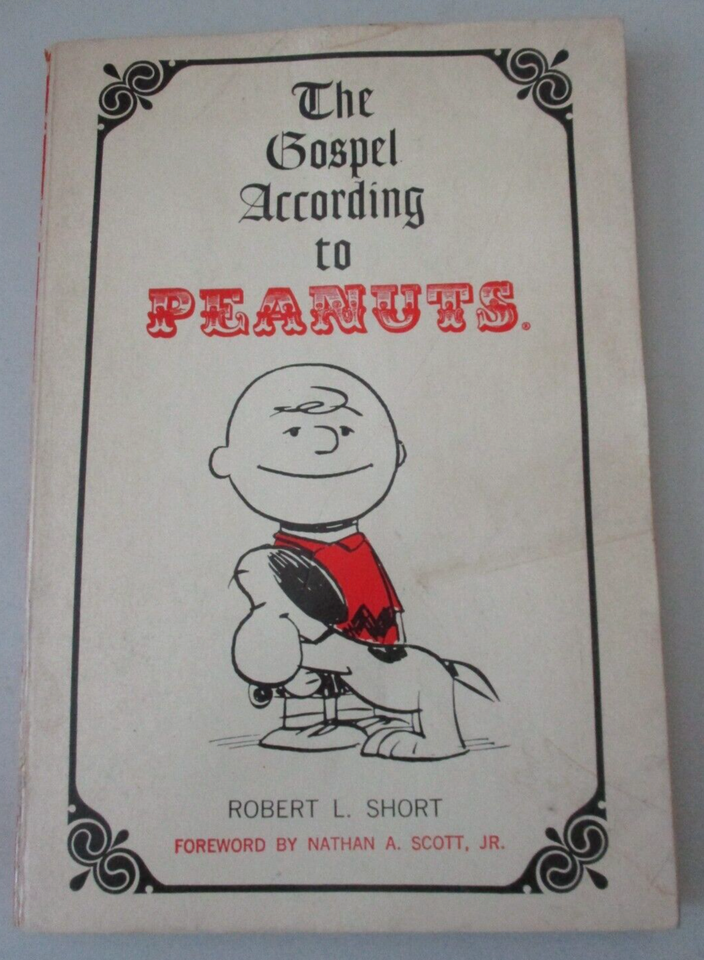 The
Gospel
According
to
PEANUTS®
ROBERT L. SHORT
FOREWORD BY NATHAN A. SCOTT, JR.